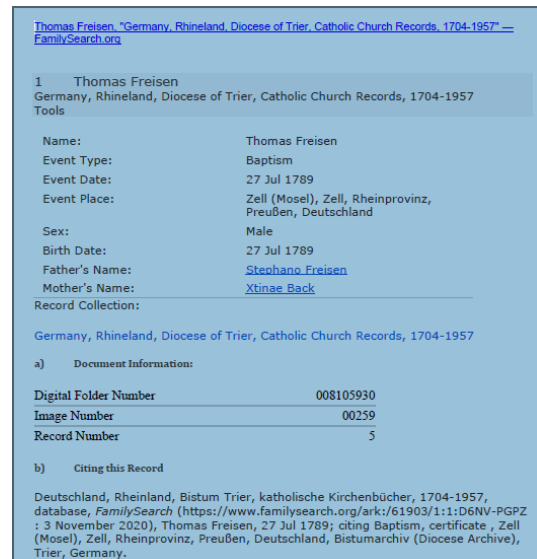 Thomas Freisen, "Germany, Rhineland, Diocese of Trier, Catholic Church Records, 1704-1957" —
FamilySearch.org
1 Thomas Freisen
Germany, Rhineland, Diocese of Trier, Catholic Church Records, 1704-1957
Tools
Name: Thomas Freisen
Event Type: Baptism
Event Date: 27 Jul 1789
Event Place: Zell (Mosel), Zell, Rheinprovinz,
Preußen, Deutschland
Sex: Male
Birth Date: 27 Jul 1789
Father's Name: Stephano Freisen
Mother's Name: Xtinae Back
Record Collection:
Germany, Rhineland, Diocese of Trier, Catholic Church Records, 1704-1957
a) Document Information:
Digital Folder Number 008105930
Image Number 00259
Record Number 5
b) Citing this Record
Deutschland, Rheinland, Bistum Trier, katholische Kirchenbücher, 1704-1957,
database, FamilySearch (https://www.familysearch.org/ark:/61903/1:1:D6NV-PGPZ
: 3 November 2020), Thomas Freisen, 27 Jul 1789; citing Baptism, certificate , Zell
(Mosel), Zell, Rheinprovinz, Preußen, Deutschland, Bistumarchiv (Diocese Archive),
Trier, Germany.